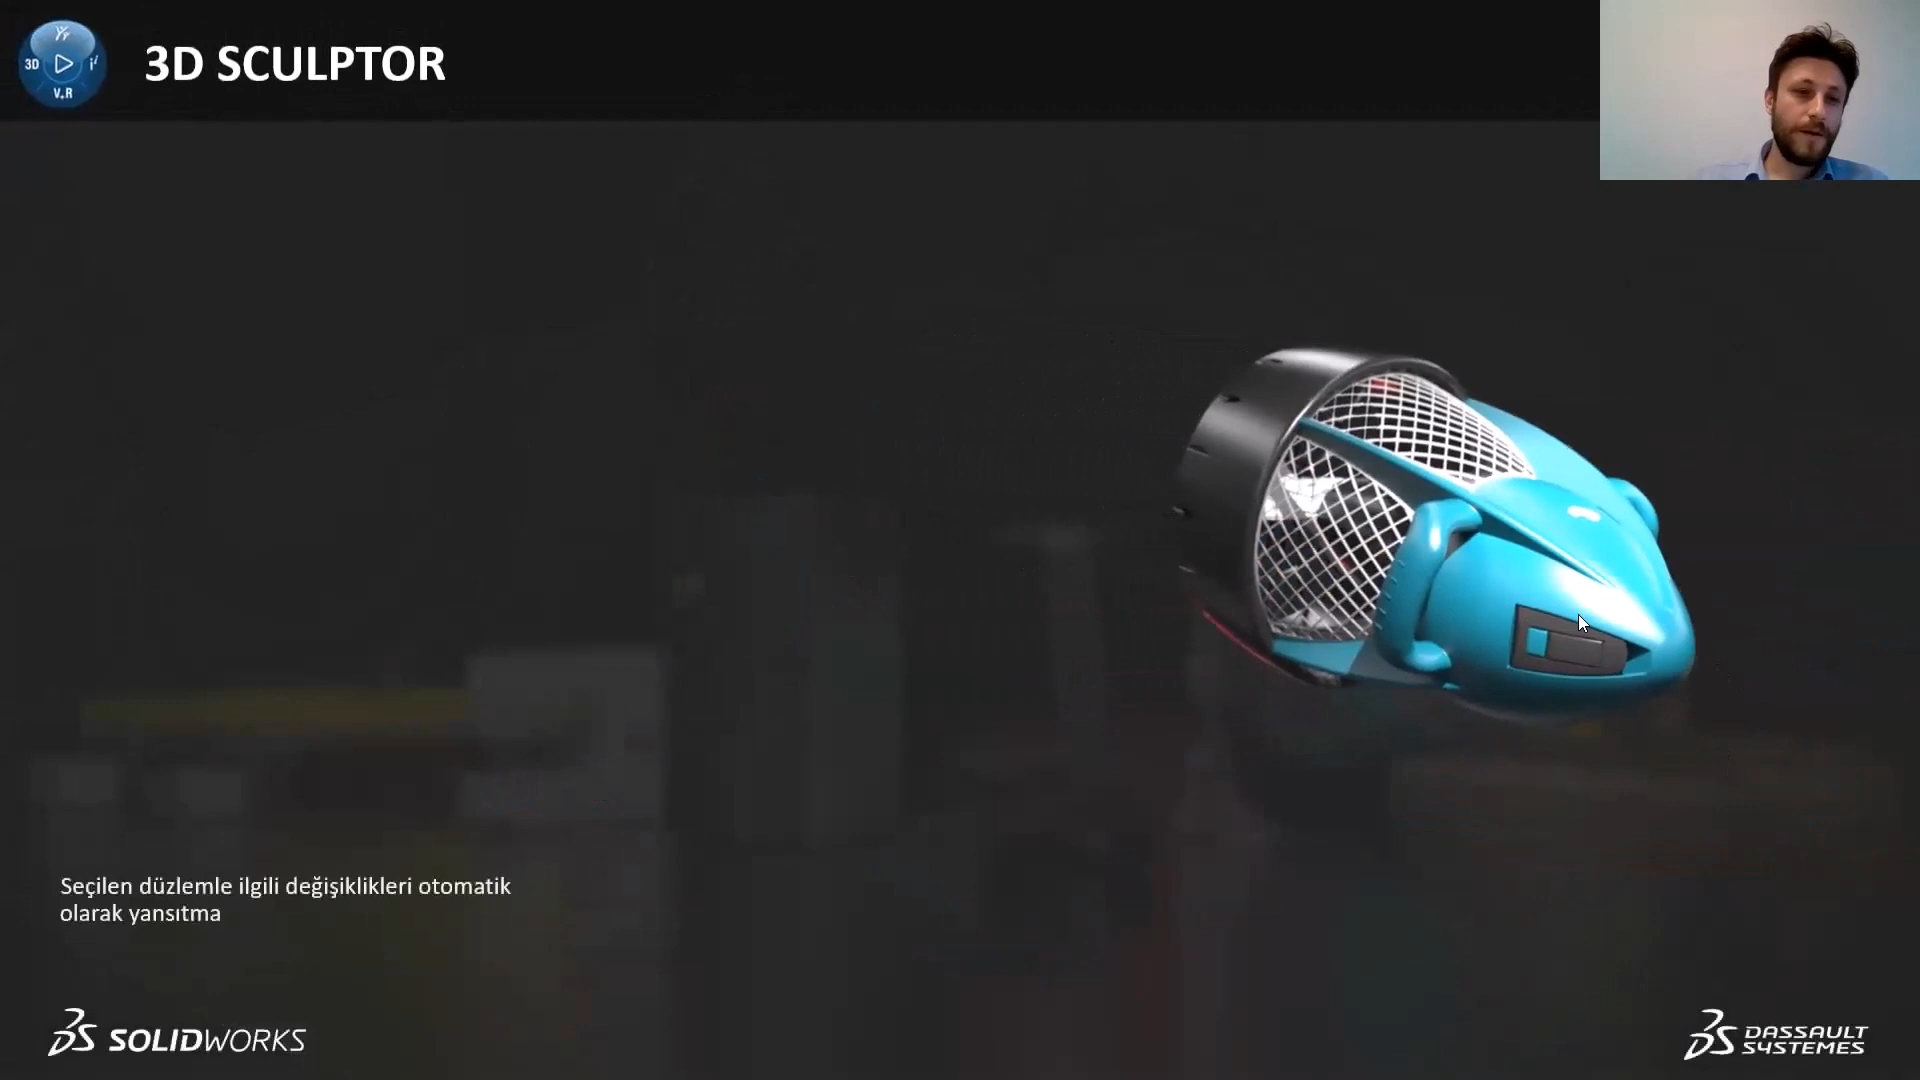 3D
V.R
3D SCULPTOR
Seçilen düzlemle ilgili değişiklikleri otomatik
olarak yansıtma
SOLIDWORKS
DASSAULT
SYSTEMES